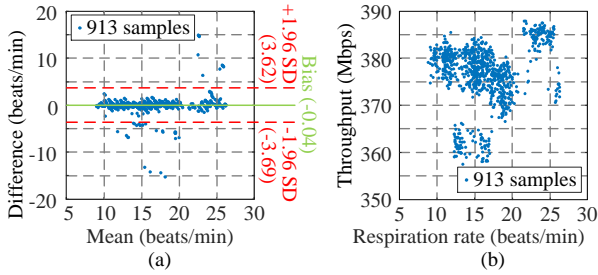 913 samples
20
10
0
-10
-20
Difference (beats/min)
5
10
15
20
25
30
Mean (beats/min)
(a)
+1.96 SD
(3.62)
Bias (-0.04)
-1.96 SD
(-3.69)
390
380
370
360
350
Throughput (Mbps)
913 samples
5
10
15
20
25
30
Respiration rate (beats/min)
(b)